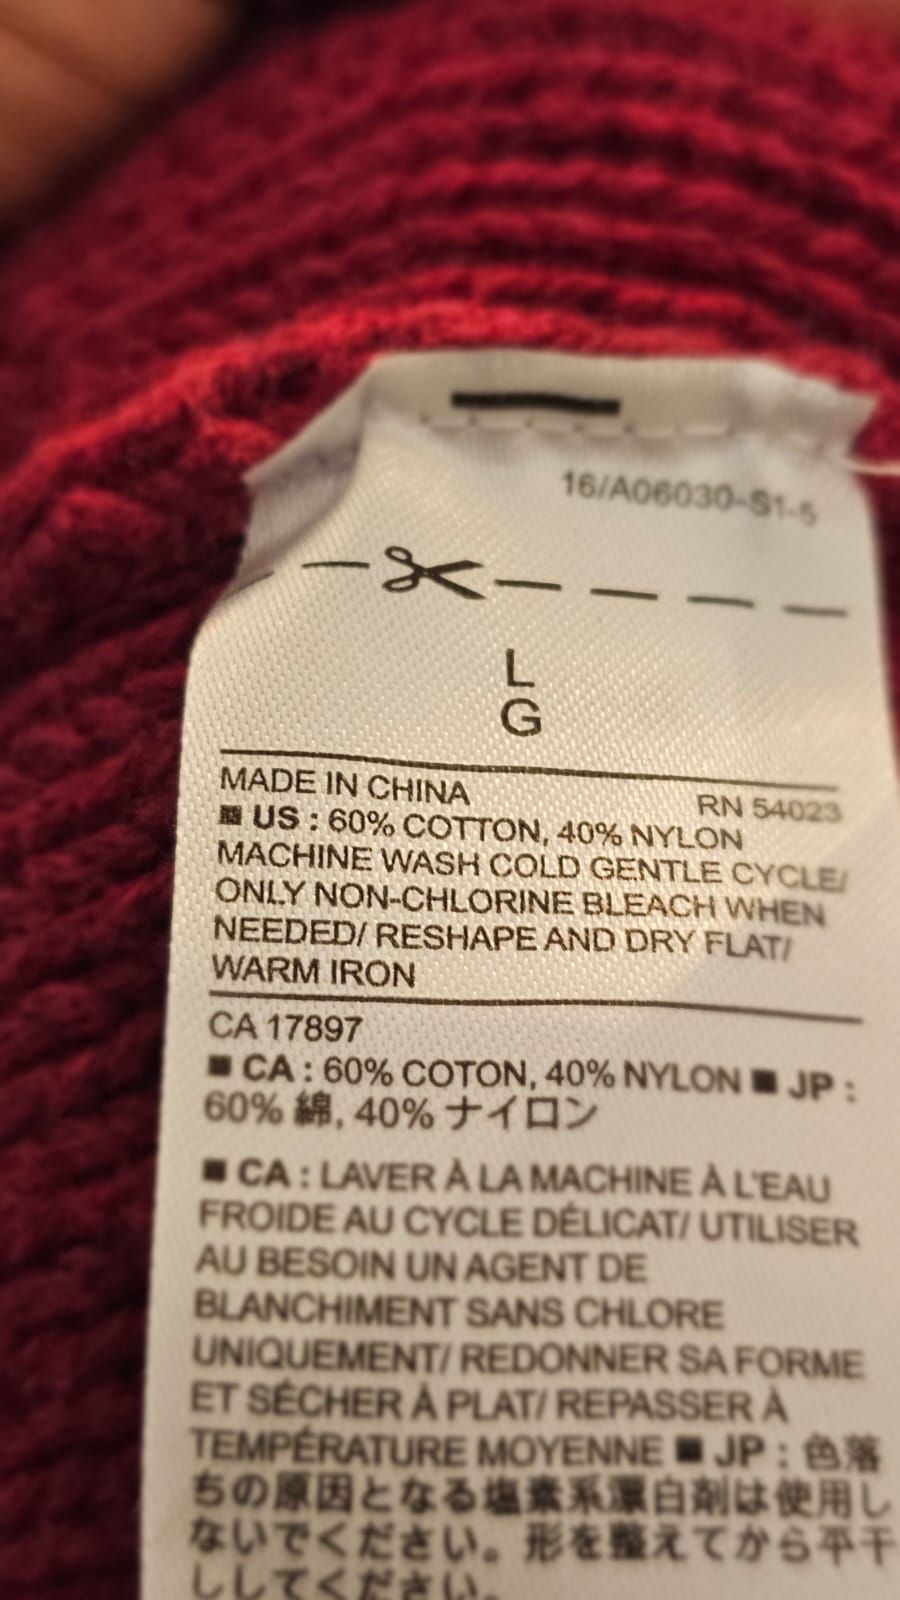 16/A06030-S1-5
L
G
MADE IN CHINA
RN 54023
■ US : 60% COTTON, 40% NYLON
MACHINE WASH COLD GENTLE CYCLE/
ONLY NON-CHLORINE BLEACH WHEN
NEEDED/ RESHAPE AND DRY FLAT/
WARM IRON
CA 17897
■ CA : 60% COTON, 40% NYLON ■ JP :
60% 綿, 40% ナイロン
■ CA : LAVER À LA MACHINE À L'EAU
FROIDE AU CYCLE DÉLICAT/ UTILISER
AU BESOIN UN AGENT DE
BLANCHIMENT SANS CHLORE
UNIQUEMENT/ REDONNER SA FORME
ET SÉCHER À PLAT/ REPASSER À
TEMPÉRATURE MOYENNE ■ JP : 色落
ちの原因となる塩素系漂白剤は使用し
ないでください。形を整えてから平干
ししてください。